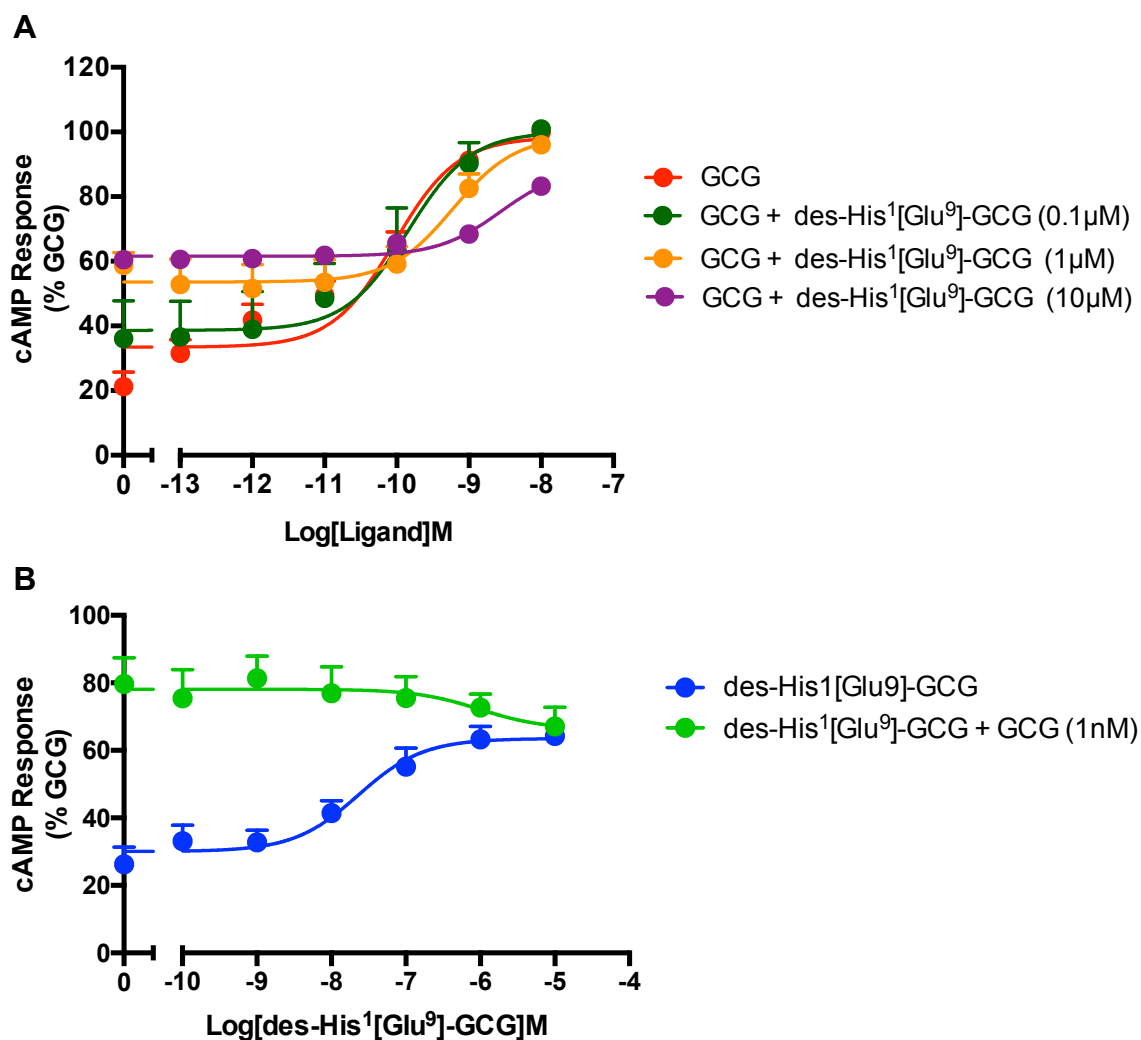 A
120
100
80
60
40
20
0
cAMP Response
(% GCG)
0 -13 -12 -11 -10 -9 -8 -7
Log[Ligand]M
GCG
GCG + des-His¹[Glu⁹]-GCG (0.1µM)
GCG + des-His¹[Glu⁹]-GCG (1µM)
GCG + des-His¹[Glu⁹]-GCG (10µM)
B
100
80
60
40
20
0
cAMP Response
(% GCG)
0 -10 -9 -8 -7 -6 -5 -4
Log[des-His¹[Glu⁹]-GCG]M
des-His1[Glu9]-GCG
des-His¹[Glu⁹]-GCG + GCG (1nM)